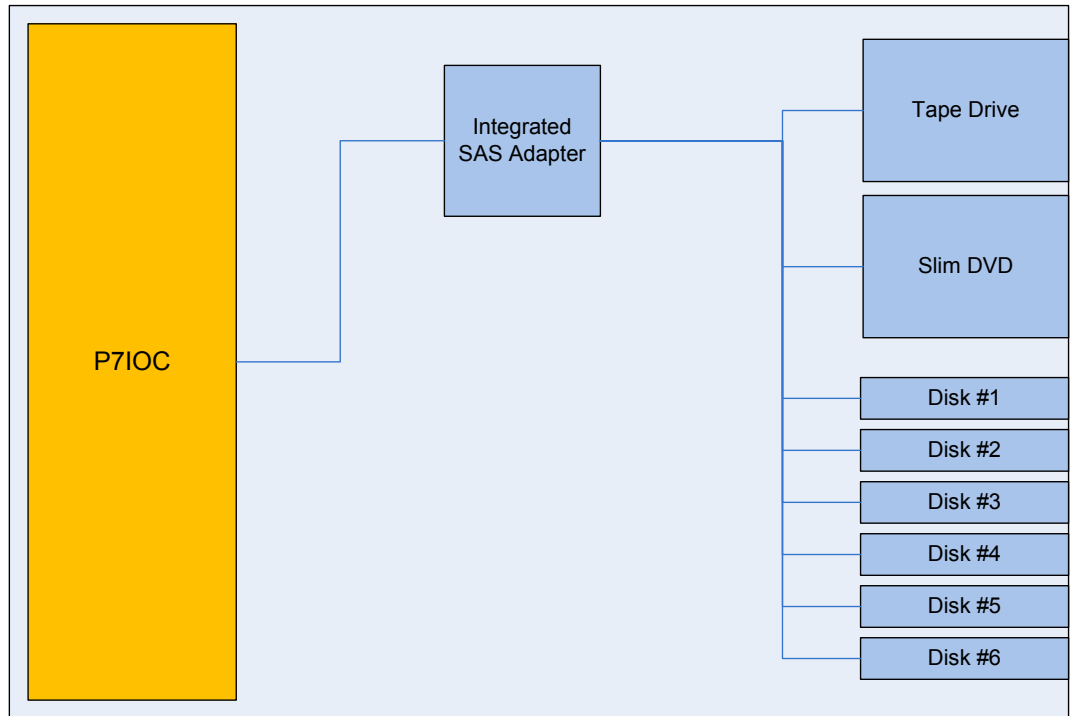 P7IOC
Integrated
SAS Adapter
Tape Drive
Slim DVD
Disk #1
Disk #2
Disk #3
Disk #4
Disk #5
Disk #6